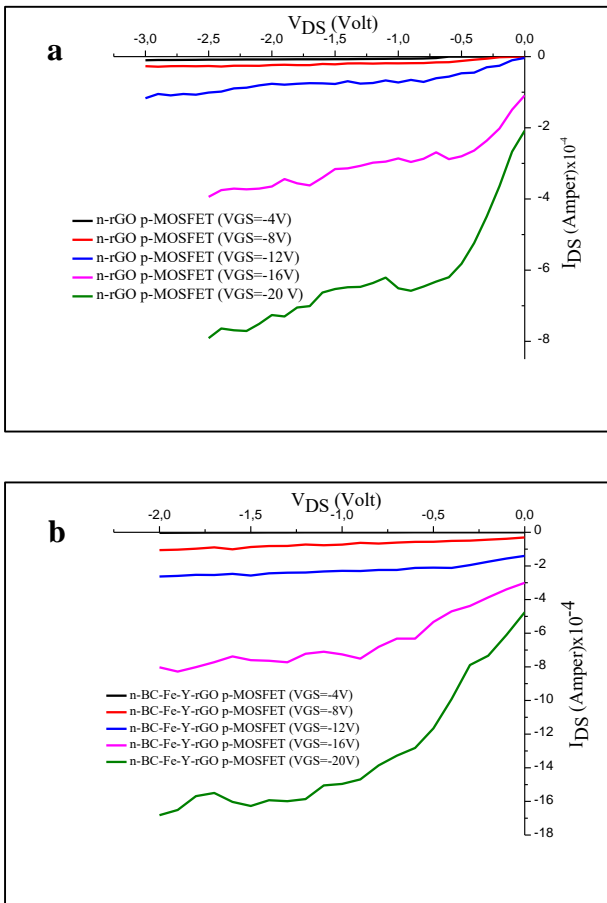 V_DS (Volt)
a
-3,0 -2,5 -2,0 -1,5 -1,0 -0,5 0,0
0
-2
-4
-6
-8
I_DS (Amper)x10^-4
n-rGO p-MOSFET (VGS=-4V)
n-rGO p-MOSFET (VGS=-8V)
n-rGO p-MOSFET (VGS=-12V)
n-rGO p-MOSFET (VGS=-16V)
n-rGO p-MOSFET (VGS=-20 V)
V_DS (Volt)
b
-2,0 -1,5 -1,0 -0,5 0,0
0
-2
-4
-6
-8
-10
-12
-14
-16
-18
I_DS (Amper)x10^-4
n-BC-Fe-Y-rGO p-MOSFET (VGS=-4V)
n-BC-Fe-Y-rGO p-MOSFET (VGS=-8V)
n-BC-Fe-Y-rGO p-MOSFET (VGS=-12V)
n-BC-Fe-Y-rGO p-MOSFET (VGS=-16V)
n-BC-Fe-Y-rGO p-MOSFET (VGS=-20V)